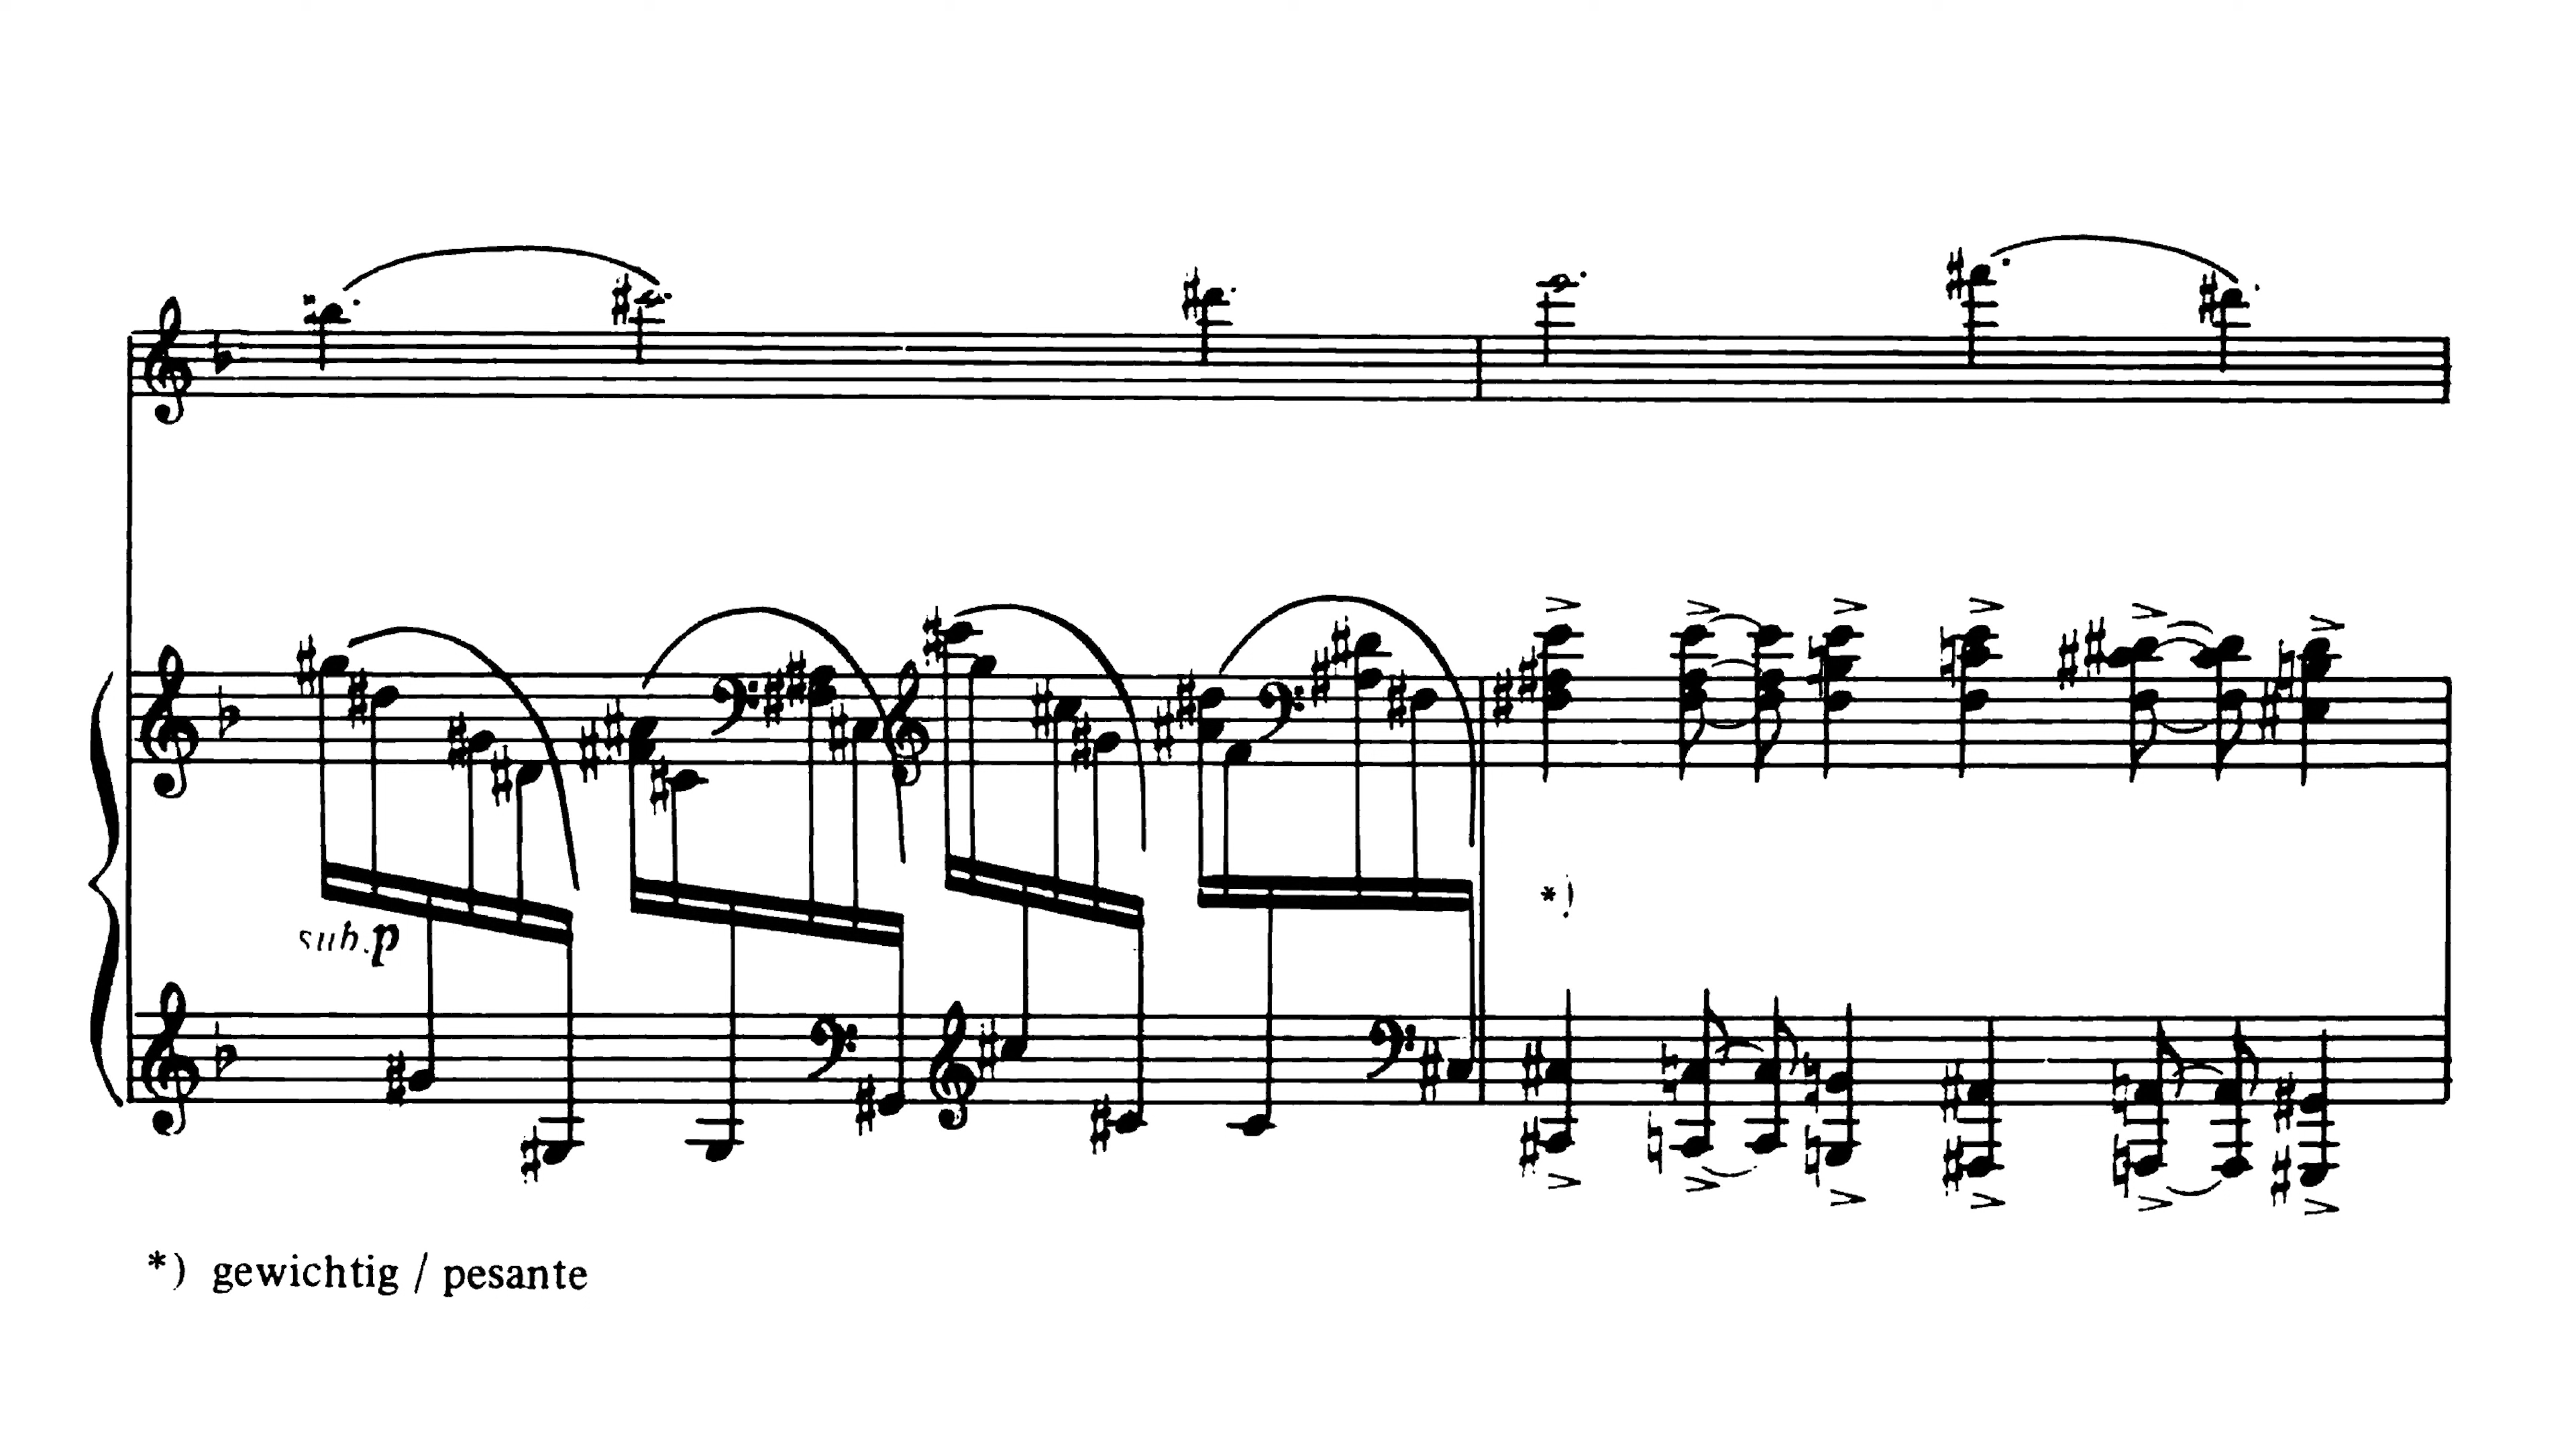 sub.p
*)
*) gewichtig / pesante